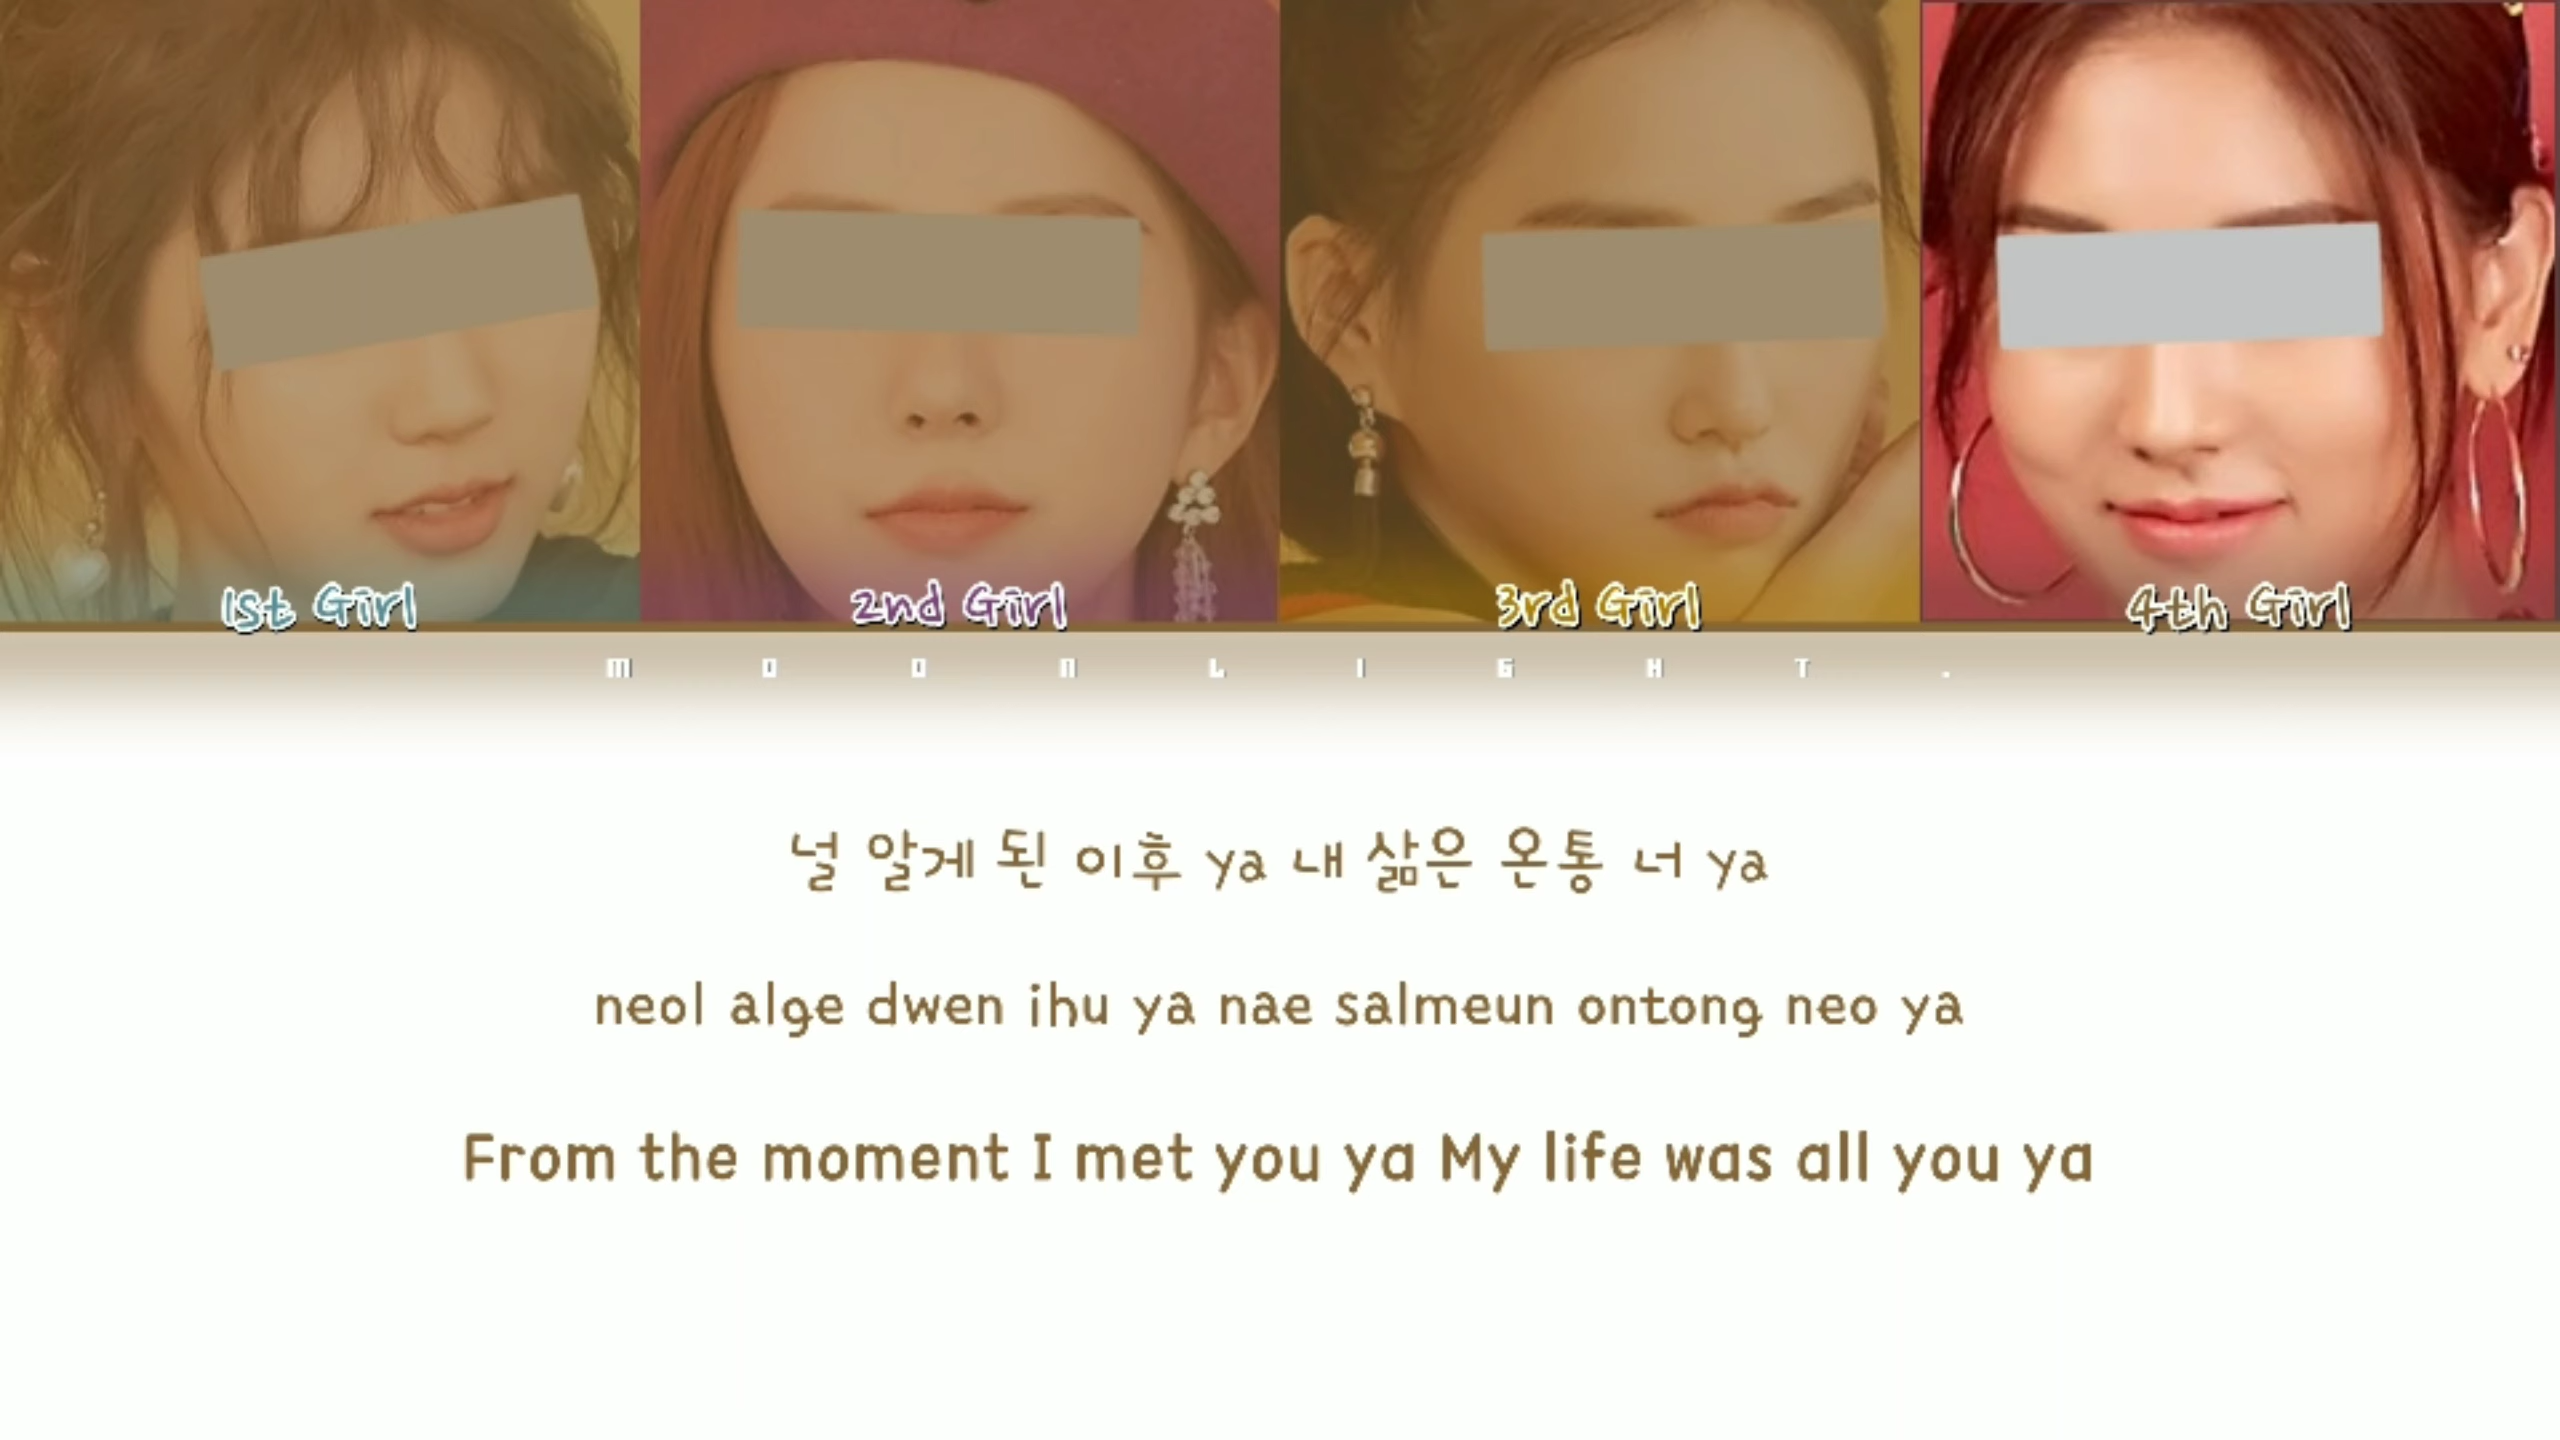 1st Girl 2nd Girl 3rd Girl 4th Girl
MOONLIGHT.
널 알게 된 이후 ya 내 삶은 온통 너 ya
neol alge dwen ihu ya nae salmeun ontong neo ya
From the moment I met you ya My life was all you ya